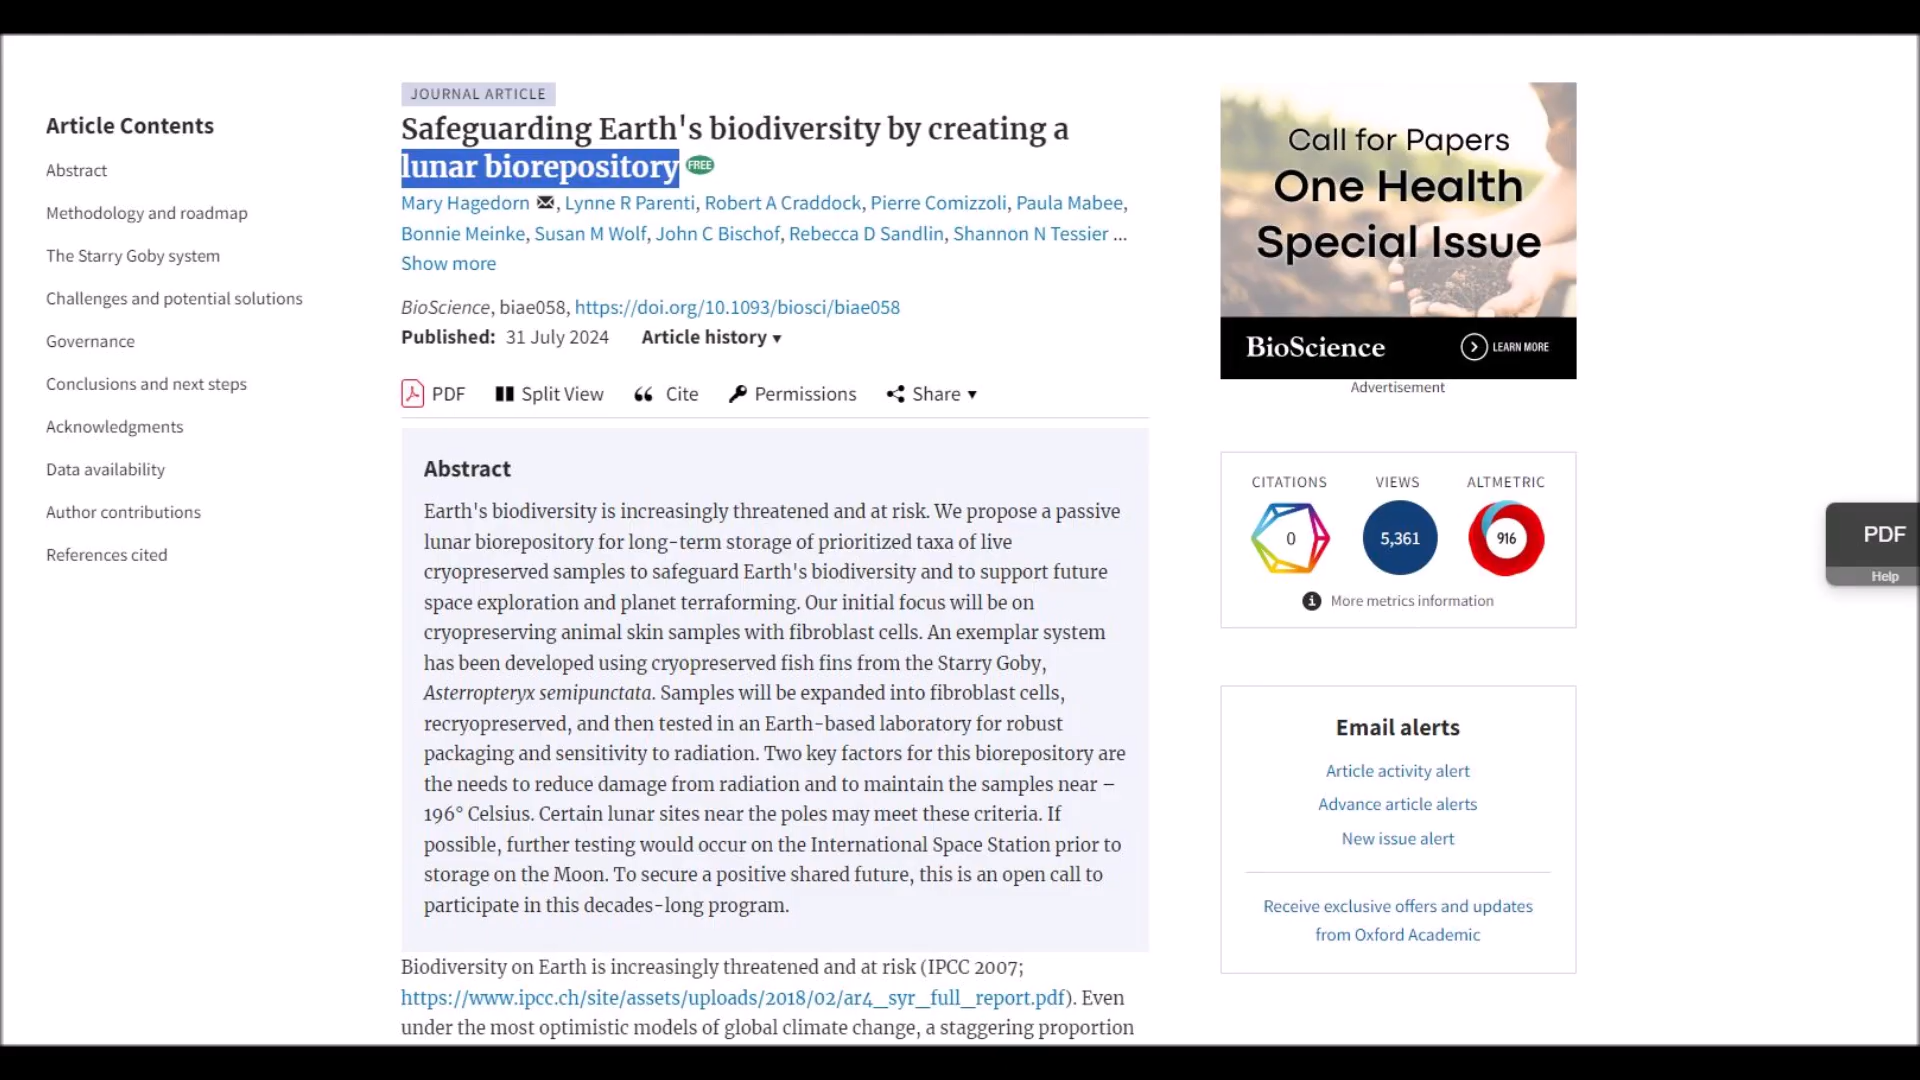 Article Contents
Abstract
Methodology and roadmap
The Starry Goby system
Challenges and potential solutions
Governance
Conclusions and next steps
Acknowledgments
Data availability
Author contributions
References cited
JOURNAL ARTICLE
Safeguarding Earth's biodiversity by creating a
lunar biorepository FREE
Mary Hagedorn, Lynne R Parenti, Robert A Craddock, Pierre Comizzoli, Paula Mabee,
Bonnie Meinke, Susan M Wolf, John C Bischof, Rebecca D Sandlin, Shannon N Tessier ...
Show more
BioScience, biae058, https://doi.org/10.1093/biosci/biae058
Published: 31 July 2024 Article history ▾
PDF Split View Cite Permissions Share ▾
Abstract
Earth's biodiversity is increasingly threatened and at risk. We propose a passive
lunar biorepository for long-term storage of prioritized taxa of live
cryopreserved samples to safeguard Earth's biodiversity and to support future
space exploration and planet terraforming. Our initial focus will be on
cryopreserving animal skin samples with fibroblast cells. An exemplar system
has been developed using cryopreserved fish fins from the Starry Goby,
Asterropteryx semipunctata. Samples will be expanded into fibroblast cells,
recryopreserved, and then tested in an Earth-based laboratory for robust
packaging and sensitivity to radiation. Two key factors for this biorepository are
the needs to reduce damage from radiation and to maintain the samples near –
196° Celsius. Certain lunar sites near the poles may meet these criteria. If
possible, further testing would occur on the International Space Station prior to
storage on the Moon. To secure a positive shared future, this is an open call to
participate in this decades-long program.
Biodiversity on Earth is increasingly threatened and at risk (IPCC 2007;
https://www.ipcc.ch/site/assets/uploads/2018/02/ar4_syr_full_report.pdf). Even
under the most optimistic models of global climate change, a staggering proportion
Call for Papers
One Health
Special Issue
BioScience LEARN MORE
Advertisement
CITATIONS VIEWS ALTMETRIC
0 5,361 916
More metrics information
Email alerts
Article activity alert
Advance article alerts
New issue alert
Receive exclusive offers and updates
from Oxford Academic
PDF
Help